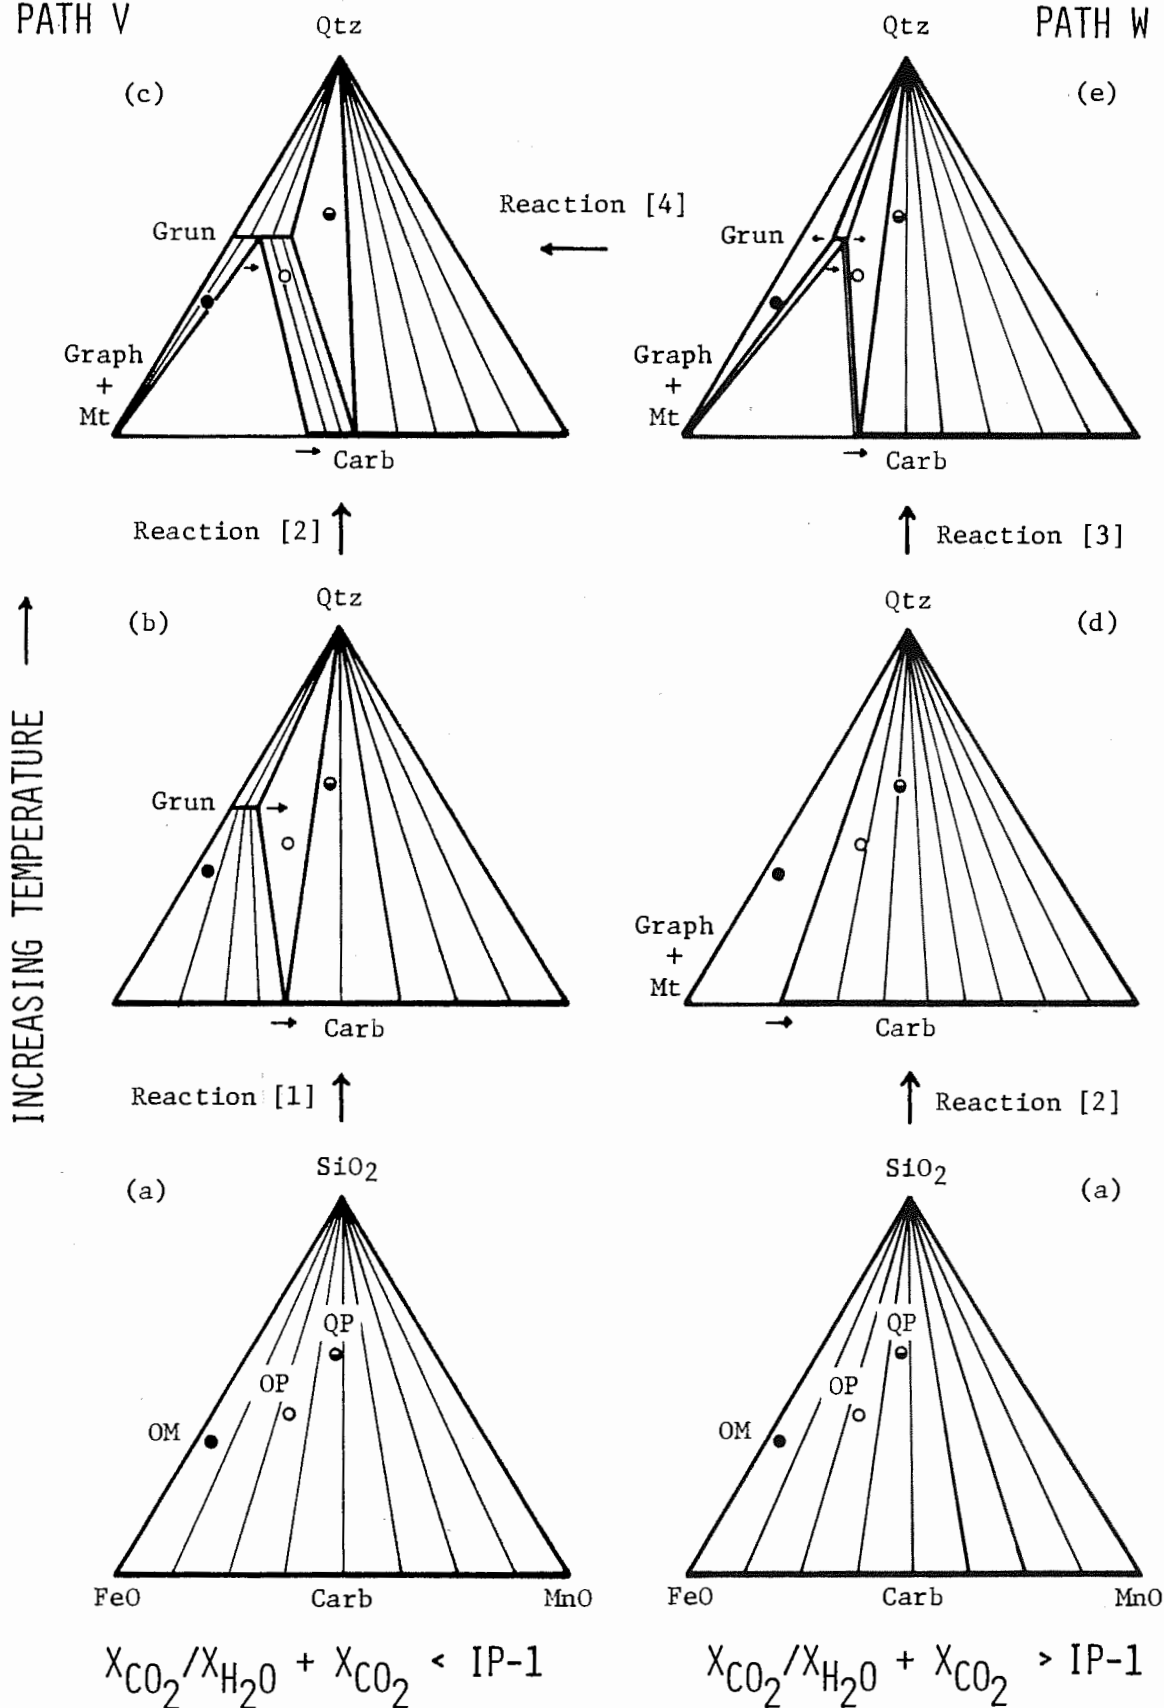 PATH V
PATH W
Qtz
Qtz
(c)
(e)
Reaction [4]
Grun
Grun
Graph
+
Mt
Graph
+
Mt
Carb
Carb
Reaction [2]
Reaction [3]
Qtz
Qtz
(b)
(d)
INCREASING TEMPERATURE
Grun
Graph
+
Mt
Carb
Carb
Reaction [1]
Reaction [2]
SiO2
SiO2
(a)
(a)
QP
QP
OP
OP
OM
OM
FeO
Carb
MnO
FeO
Carb
MnO
XCO2/XH2O + XCO2 < IP-1
XCO2/XH2O + XCO2 > IP-1